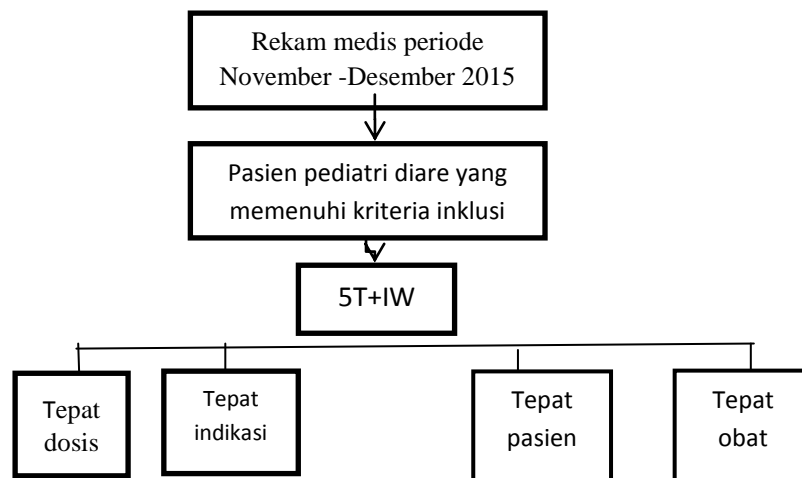 Rekam medis periode
November -Desember 2015
Pasien pediatri diare yang
memenuhi kriteria inklusi
5T+IW
Tepat
dosis
Tepat
indikasi
Tepat
pasien
Tepat
obat